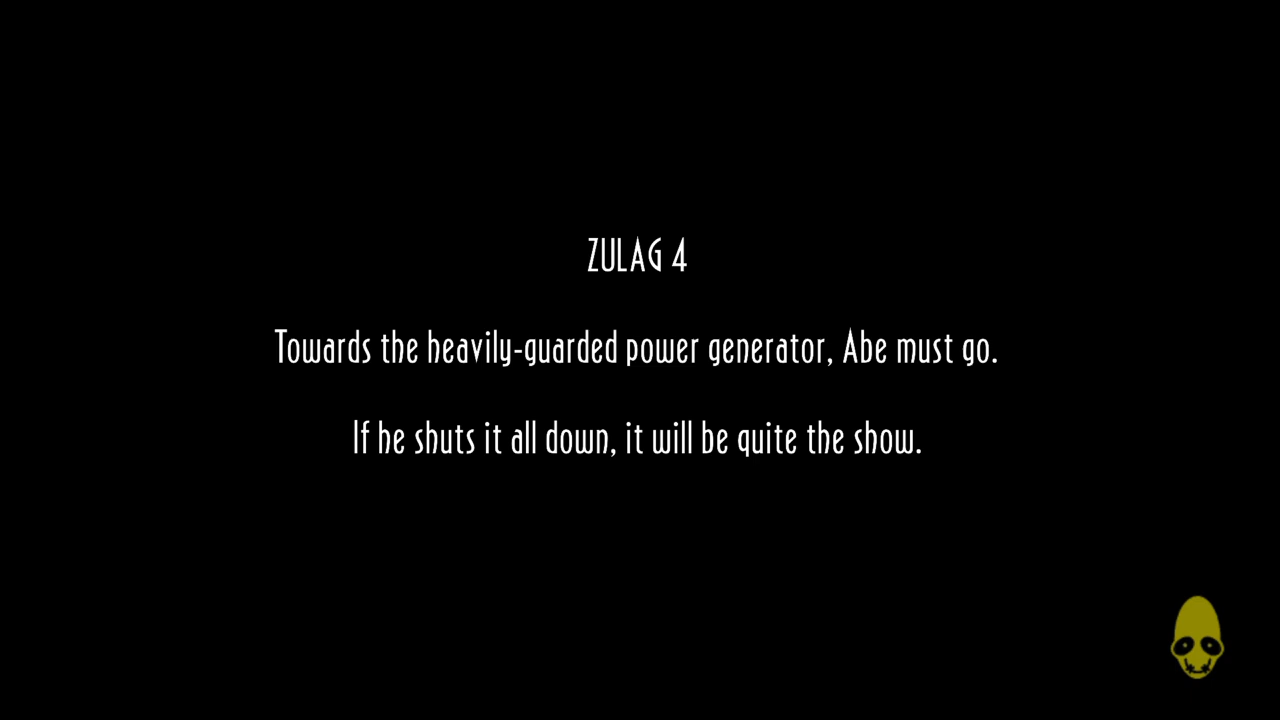 ZULAG 4
Towards the heavily-guarded power generator, Abe must go.
If he shuts it all down, it will be quite the show.